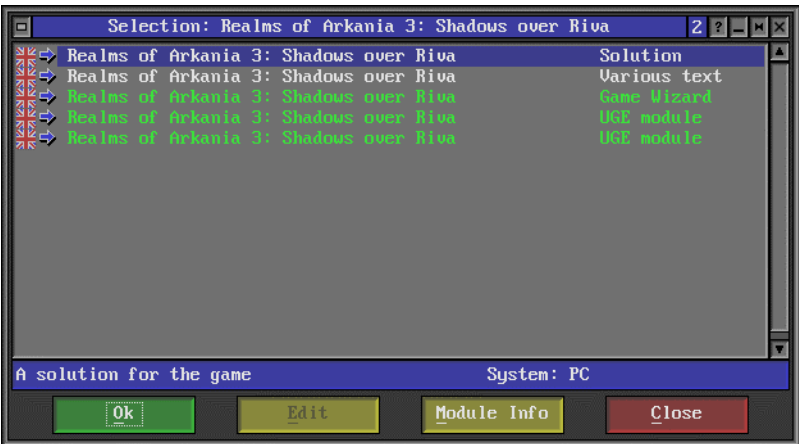 Selection: Realms of Arkania 3: Shadows over Riva 2 ?
Realms of Arkania 3: Shadows over Riva Solution
Realms of Arkania 3: Shadows over Riva Various text
Realms of Arkania 3: Shadows over Riva Game Wizard
Realms of Arkania 3: Shadows over Riva UGE module
Realms of Arkania 3: Shadows over Riva UGE module
A solution for the game System: PC
Ok Edit Module Info Close